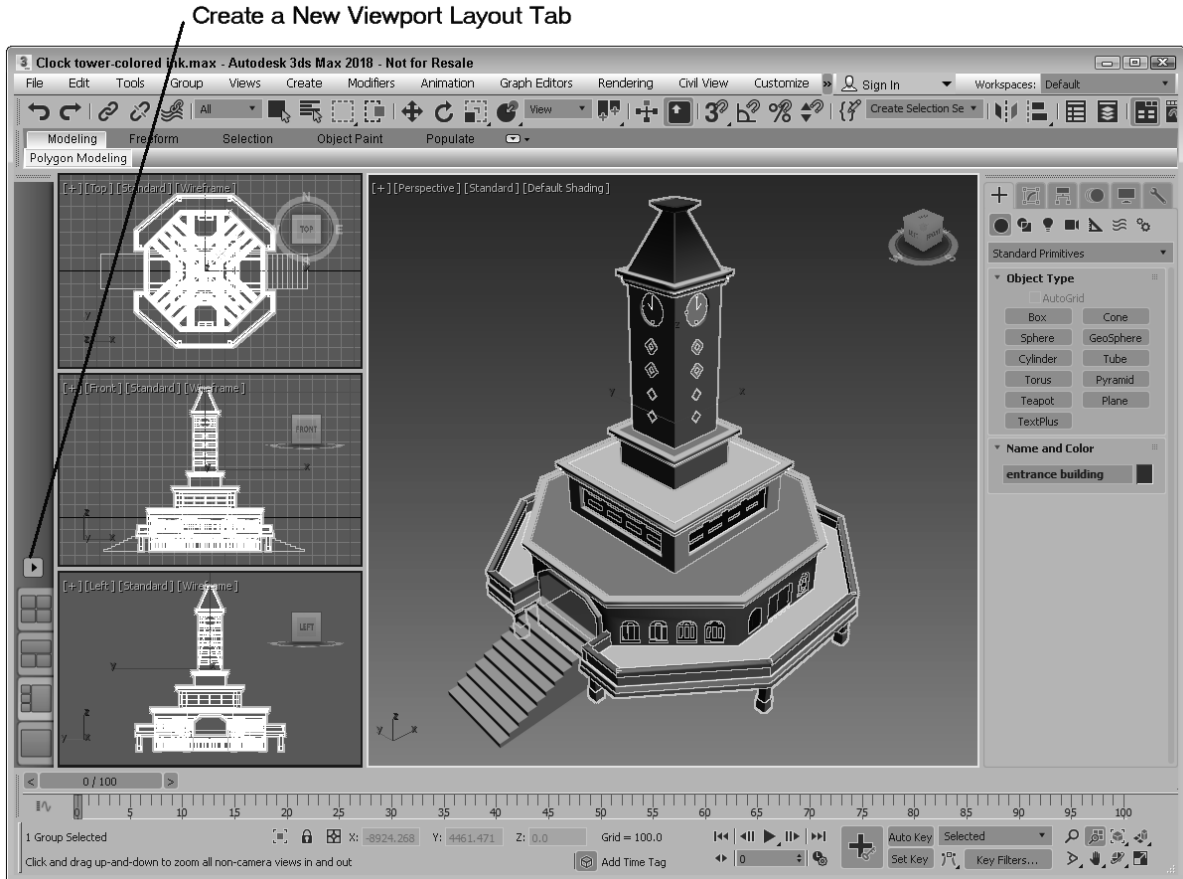 Create a New Viewport Layout Tab
Clock tower-colored ink.max - Autodesk 3ds Max 2018 - Not for Resale
File Edit Tools Group Views Create Modifiers Animation Graph Editors Rendering Civil View Customize » Sign In Workspaces: Default
All View Create Selection Se
Modeling Freeform Selection Object Paint Populate
Polygon Modeling
[+] [Top] [Standard] [Wireframe]
N
TOP
E
y
z x
[+] [Front] [Standard] [Wireframe]
FRONT
x
z
y x
[+] [Left] [Standard] [Wireframe]
LEFT
y
z
y x
[+] [Perspective] [Standard] [Default Shading]
z
y x
z
y x
Standard Primitives
Object Type
AutoGrid
Box Cone
Sphere GeoSphere
Cylinder Tube
Torus Pyramid
Teapot Plane
TextPlus
Name and Color
entrance building
< 0 / 100 >
0 5 10 15 20 25 30 35 40 45 50 55 60 65 70 75 80 85 90 95 100
1 Group Selected X: -8924.268 Y: 4461.471 Z: 0.0 Grid = 100.0 Auto Key Selected
Click and drag up-and-down to zoom all non-camera views in and out Add Time Tag 0 Set Key Key Filters...